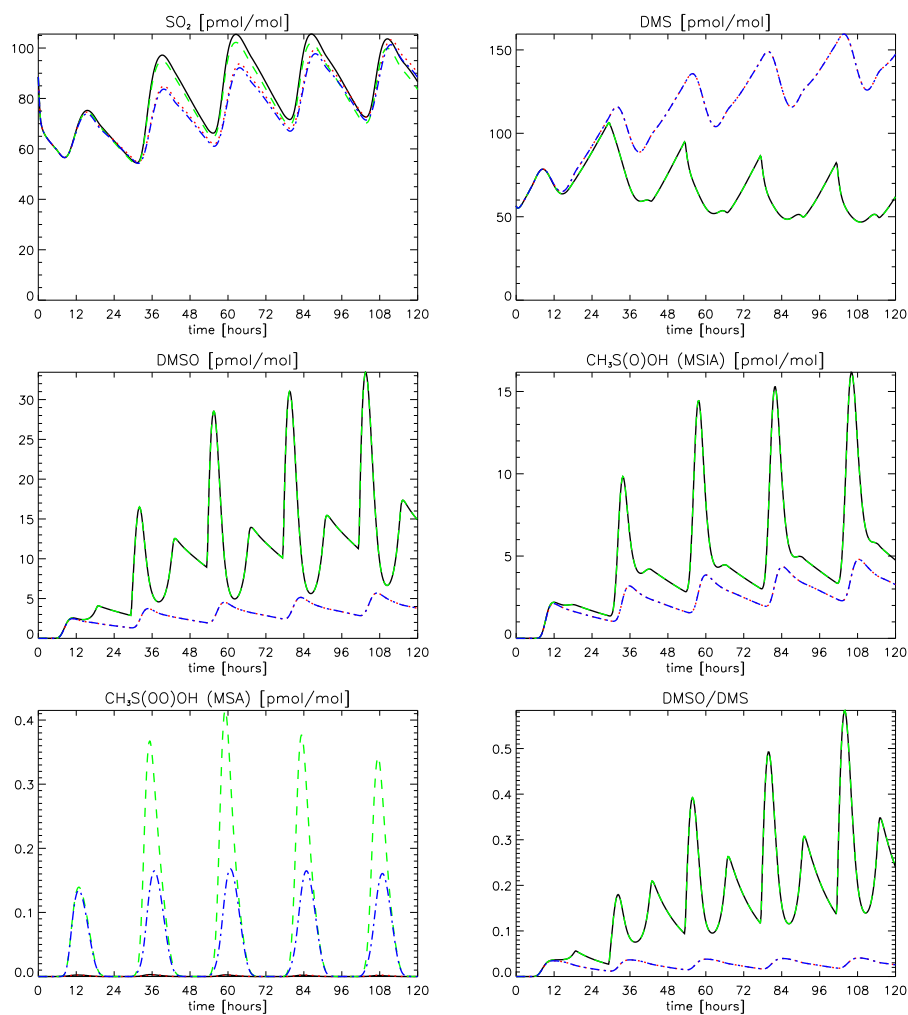 SO₂ [pmol/mol]
100
80
60
40
20
0
0 12 24 36 48 60 72 84 96 108 120
time [hours]
DMS [pmol/mol]
150
100
50
0
0 12 24 36 48 60 72 84 96 108 120
time [hours]
DMSO [pmol/mol]
30
25
20
15
10
5
0
0 12 24 36 48 60 72 84 96 108 120
time [hours]
CH₃S(O)OH (MSIA) [pmol/mol]
15
10
5
0
0 12 24 36 48 60 72 84 96 108 120
time [hours]
CH₃S(OO)OH (MSA) [pmol/mol]
0.4
0.3
0.2
0.1
0.0
0 12 24 36 48 60 72 84 96 108 120
time [hours]
DMSO/DMS
0.5
0.4
0.3
0.2
0.1
0.0
0 12 24 36 48 60 72 84 96 108 120
time [hours]